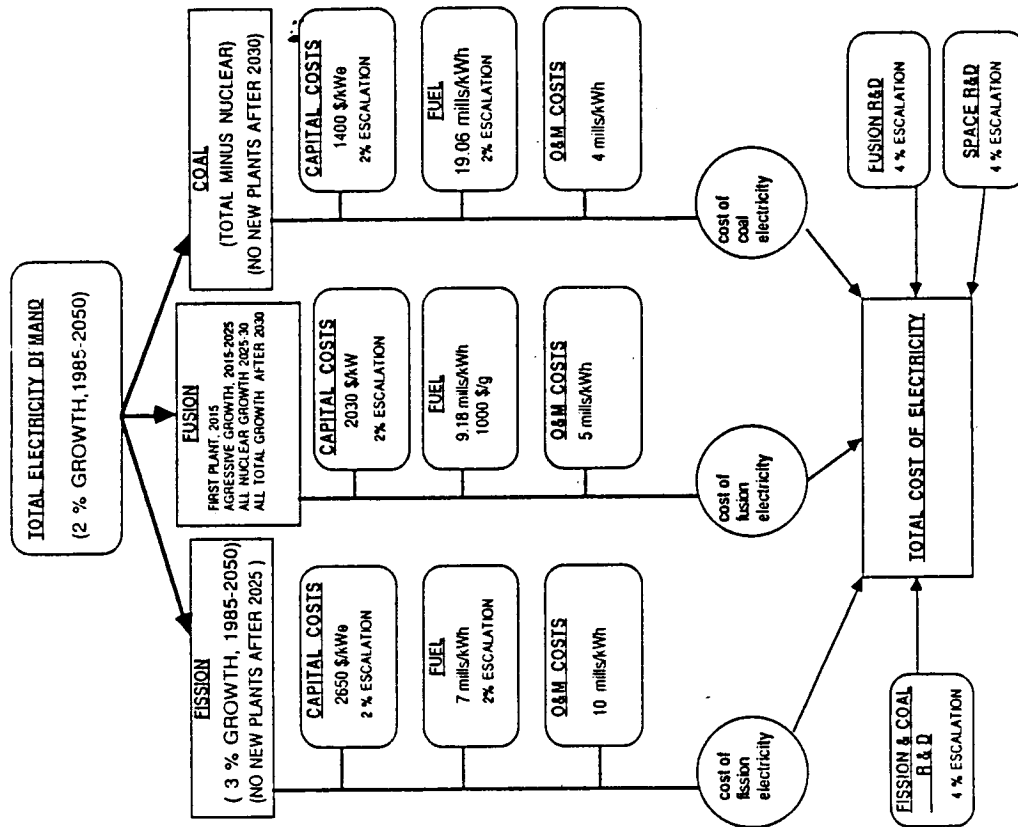 TOTAL ELECTRICITY DEMAND
(2 % GROWTH,1985-2050)
FISSION
( 3 % GROWTH, 1985-2050)
(NO NEW PLANTS AFTER 2025 )
CAPITAL COSTS
2650 $/kWe
2 % ESCALATION
FUEL
7 mills/kWh
2% ESCALATION
O&M COSTS
10 mills/kWh
cost of
fission
electricity
FUSION
FIRST PLANT, 2015
AGRESSIVE GROWTH, 2015-2025
ALL NUCLEAR GROWTH 2025-30
ALL TOTAL GROWTH AFTER 2030
CAPITAL COSTS
2030 $/kW
2% ESCALATION
FUEL
9.18 mills/kWh
1000 $/g
O&M COSTS
5 mills/kWh
cost of
fusion
electricity
COAL
(TOTAL MINUS NUCLEAR)
(NO NEW PLANTS AFTER 2030)
CAPITAL COSTS
1400 $/kWe
2% ESCALATION
FUEL
19.06 mills/kWh
2% ESCALATION
O&M COSTS
4 mills/kWh
cost of
coal
electricity
FISSION & COAL
R & D
4 % ESCALATION
TOTAL COST OF ELECTRICITY
FUSION R&D
4 % ESCALATION
SPACE R&D
4 % ESCALATION